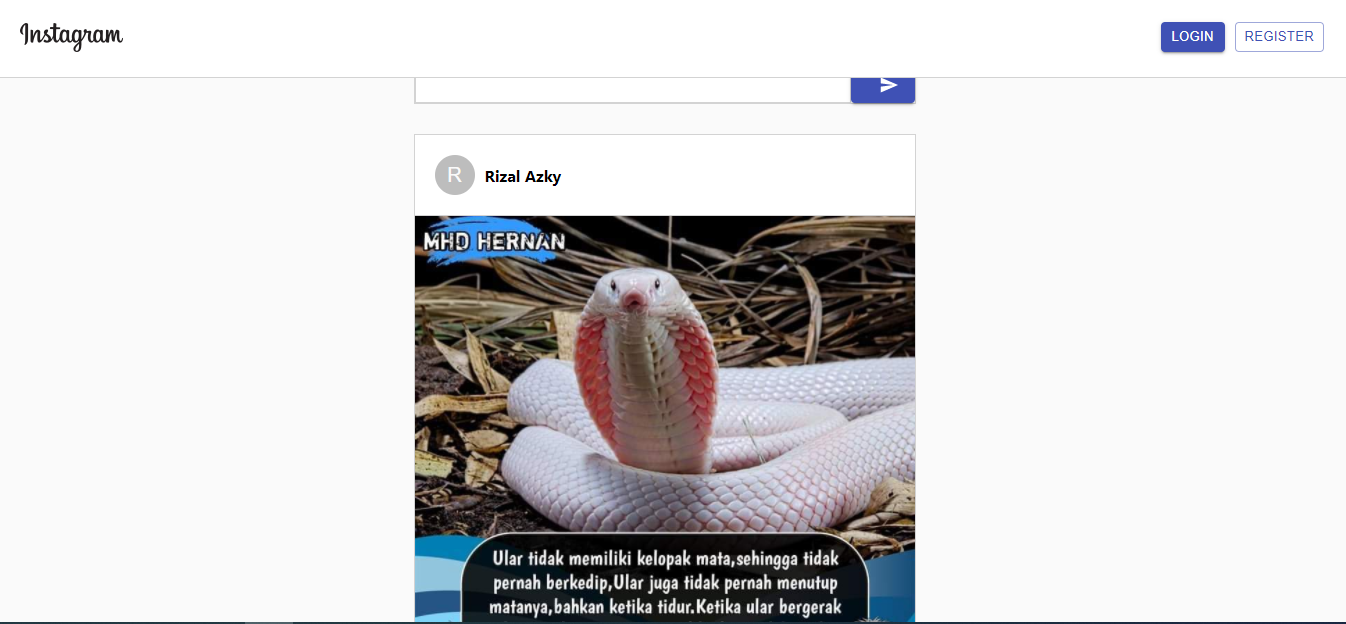 Instagram
LOGIN
REGISTER
R
Rizal Azky
MHD HERNAN
Ular tidak memiliki kelopak mata,sehingga tidak
pernah berkedip,Ular juga tidak pernah menutup
matanya,bahkan ketika tidur.Ketika ular bergerak